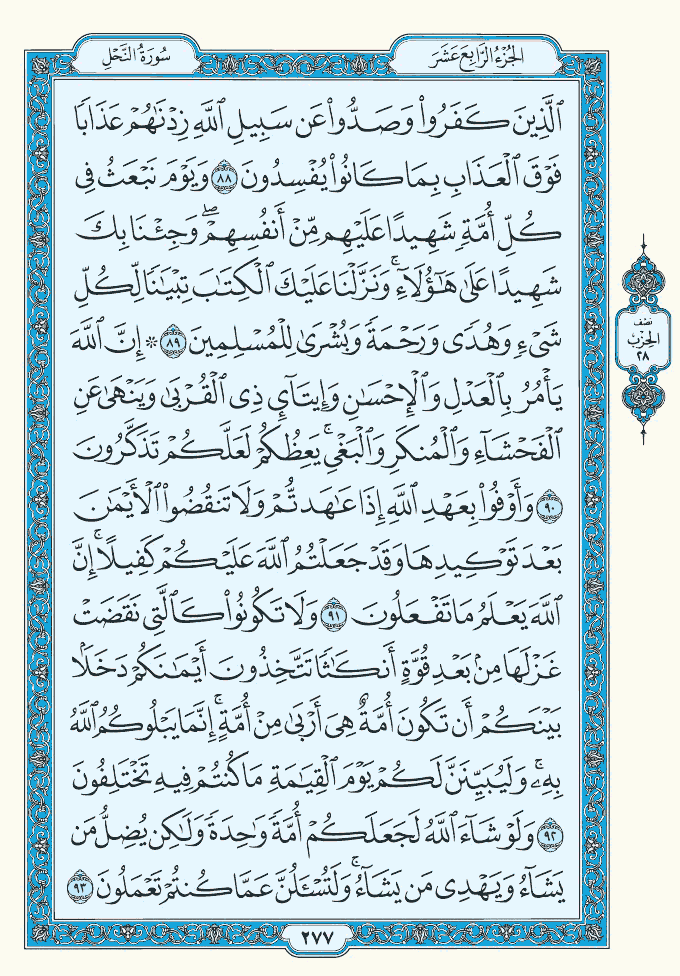 الجُزْءُ الرَّابِعَ عَشَرَ
سُورَةُ النَّحْلِ
ٱلَّذِينَ كَفَرُواْ وَصَدُّواْ عَن سَبِيلِ ٱللَّهِ زِدْنَٰهُمْ عَذَابٗا
فَوْقَ ٱلْعَذَابِ بِمَا كَانُواْ يُفْسِدُونَ ٨٨ وَيَوْمَ نَبْعَثُ فِي
كُلِّ أُمَّةٖ شَهِيدًا عَلَيْهِم مِّنْ أَنفُسِهِمْۖ وَجِئْنَا بِكَ
شَهِيدًا عَلَىٰ هَٰٓؤُلَآءِۚ وَنَزَّلْنَا عَلَيْكَ ٱلْكِتَٰبَ تِبْيَٰنٗا لِّكُلِّ
شَيْءٖ وَهُدٗى وَرَحْمَةٗ وَبُشْرَىٰ لِلْمُسْلِمِينَ ٨٩ ۞ إِنَّ ٱللَّهَ
يَأْمُرُ بِٱلْعَدْلِ وَٱلْإِحْسَٰنِ وَإِيتَآيِٕ ذِي ٱلْقُرْبَىٰ وَيَنْهَىٰ عَنِ
ٱلْفَحْشَآءِ وَٱلْمُنكَرِ وَٱلْبَغْيِۚ يَعِظُكُمْ لَعَلَّكُمْ تَذَكَّرُونَ
٩٠ وَأَوْفُواْ بِعَهْدِ ٱللَّهِ إِذَا عَٰهَدتُّمْ وَلَا تَنقُضُواْ ٱلْأَيْمَٰنَ
بَعْدَ تَوْكِيدِهَا وَقَدْ جَعَلْتُمُ ٱللَّهَ عَلَيْكُمْ كَفِيلًاۚ إِنَّ
ٱللَّهَ يَعْلَمُ مَا تَفْعَلُونَ ٩١ وَلَا تَكُونُواْ كَٱلَّتِي نَقَضَتْ
غَزْلَهَا مِنۢ بَعْدِ قُوَّةٍ أَنكَٰثٗا تَتَّخِذُونَ أَيْمَٰنَكُمْ دَخَلَۢا
بَيْنَكُمْ أَن تَكُونَ أُمَّةٌ هِيَ أَرْبَىٰ مِنْ أُمَّةٍۚ إِنَّمَا يَبْلُوكُمُ ٱللَّهُ
بِهِۦۚ وَلَيُبَيِّنَنَّ لَكُمْ يَوْمَ ٱلْقِيَٰمَةِ مَا كُنتُمْ فِيهِ تَخْتَلِفُونَ
٩٢ وَلَوْ شَآءَ ٱللَّهُ لَجَعَلَكُمْ أُمَّةٗ وَٰحِدَةٗ وَلَٰكِن يُضِلُّ مَن
يَشَآءُ وَيَهْدِي مَن يَشَآءُۚ وَلَتُسْـَٔلُنَّ عَمَّا كُنتُمْ تَعْمَلُونَ ٩٣
نصف
الحزب
٢٨
٢٧٧